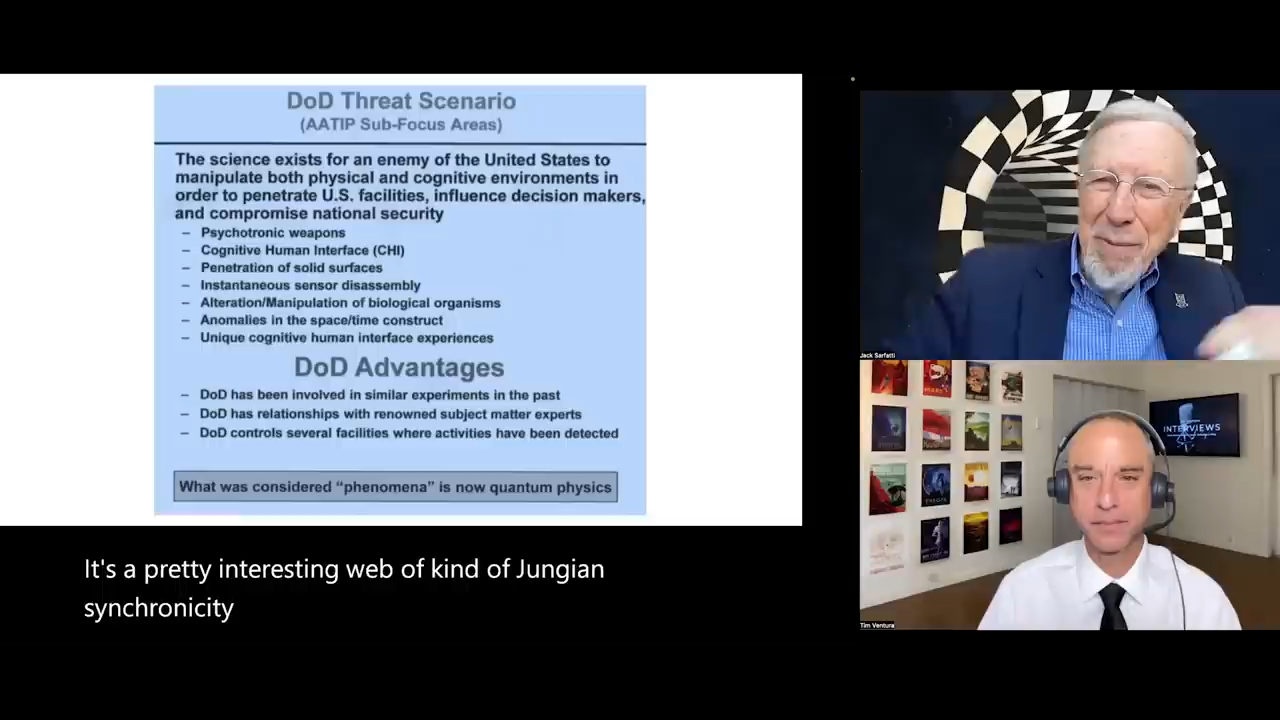 DoD Threat Scenario
(AATIP Sub-Focus Areas)
The science exists for an enemy of the United States to
manipulate both physical and cognitive environments in
order to penetrate U.S. facilities, influence decision makers,
and compromise national security
– Psychotronic weapons
– Cognitive Human Interface (CHI)
– Penetration of solid surfaces
– Instantaneous sensor disassembly
– Alteration/Manipulation of biological organisms
– Anomalies in the space/time construct
– Unique cognitive human interface experiences
DoD Advantages
– DoD has been involved in similar experiments in the past
– DoD has relationships with renowned subject matter experts
– DoD controls several facilities where activities have been detected
What was considered “phenomena” is now quantum physics
Jack Sarfatti
INTERVIEWS
Tim Ventura
It's a pretty interesting web of kind of Jungian
synchronicity